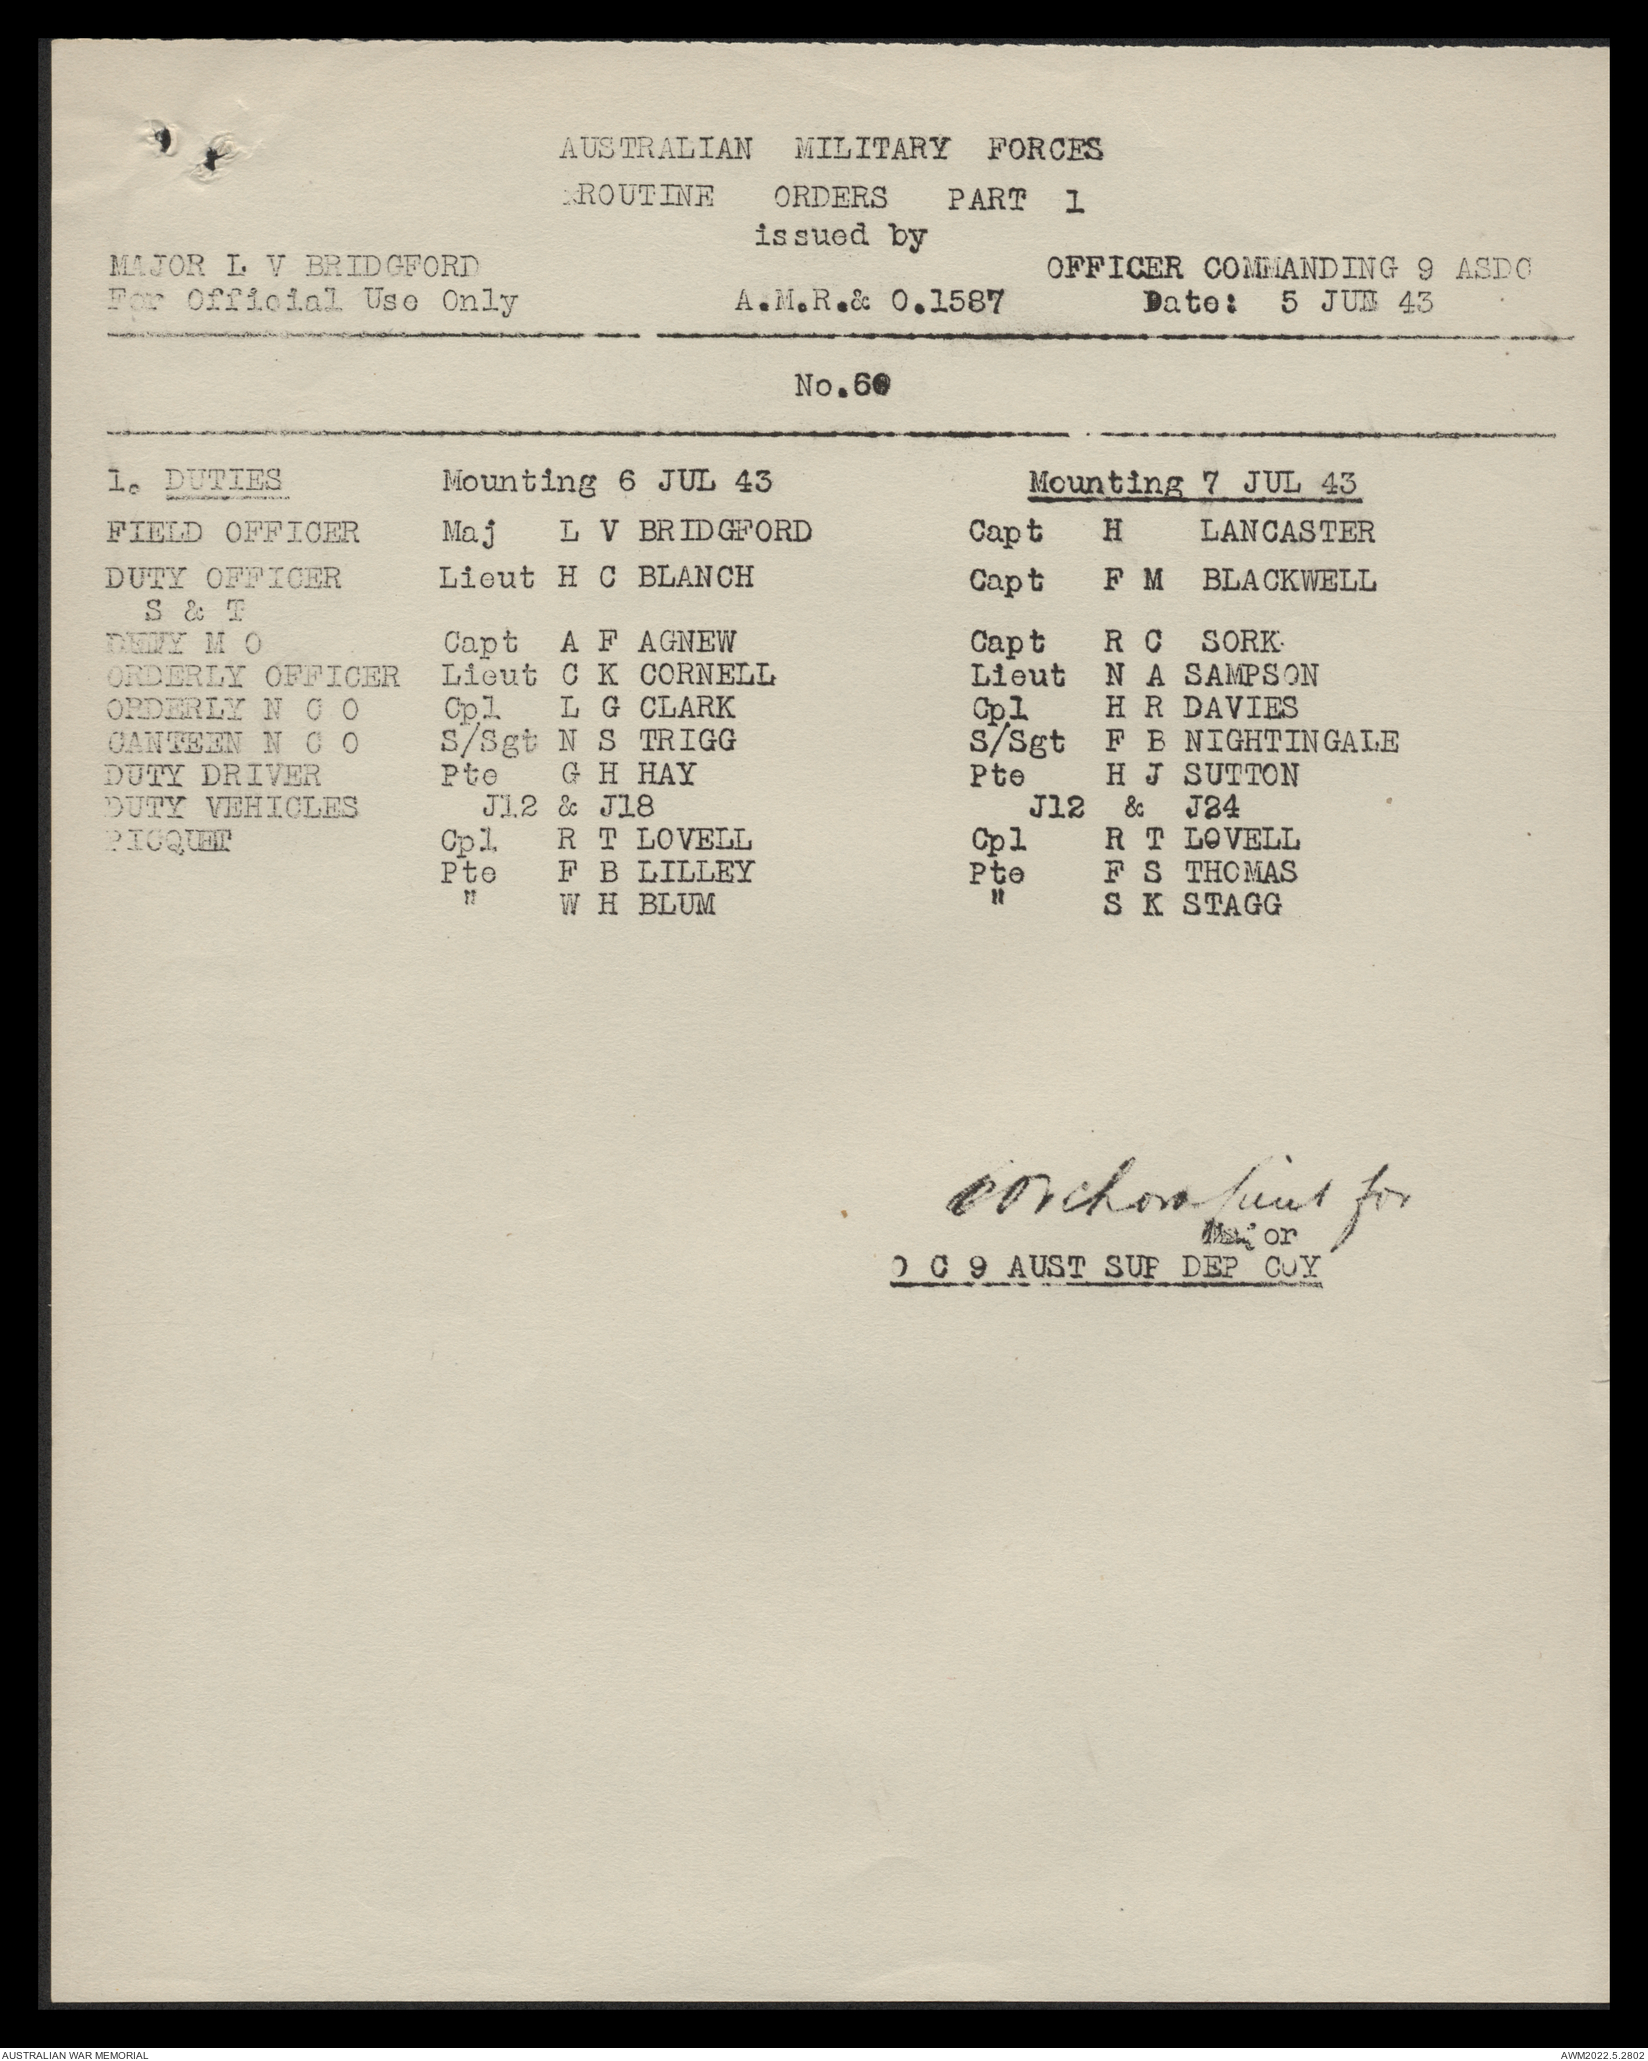 AUSTRALIAN MILITARY FORCES
ROUTINE ORDERS PART 1
issued by
MAJOR L V BRIDGFORD OFFICER COMMANDING 9 ASDC
For Official Use Only A.M.R.& O.1587 Date: 5 JUN 43
No.60
1. DUTIES Mounting 6 JUL 43 Mounting 7 JUL 43
FIELD OFFICER Maj L V BRIDGFORD Capt H LANCASTER
DUTY OFFICER Lieut H C BLANCH Capt F M BLACKWELL
S & T
M O Capt A F AGNEW Capt R C SORK
ORDERLY OFFICER Lieut C K CORNELL Lieut N A SAMPSON
ORDERLY N C O Cpl L G CLARK Cpl H R DAVIES
CANTEEN N C O S/Sgt N S TRIGG S/Sgt F B NIGHTINGALE
DUTY DRIVER Pte G H HAY Pte H J SUTTON
DUTY VEHICLES J12 & J18 J12 & J24
PICQUET Cpl R T LOVELL Cpl R T LOVELL
Pte F B LILLEY Pte F S THOMAS
" W H BLUM " S K STAGG
Lieut for
Major
O C 9 AUST SUP DEP COY
AUSTRALIAN WAR MEMORIAL AWM2022.5.2802